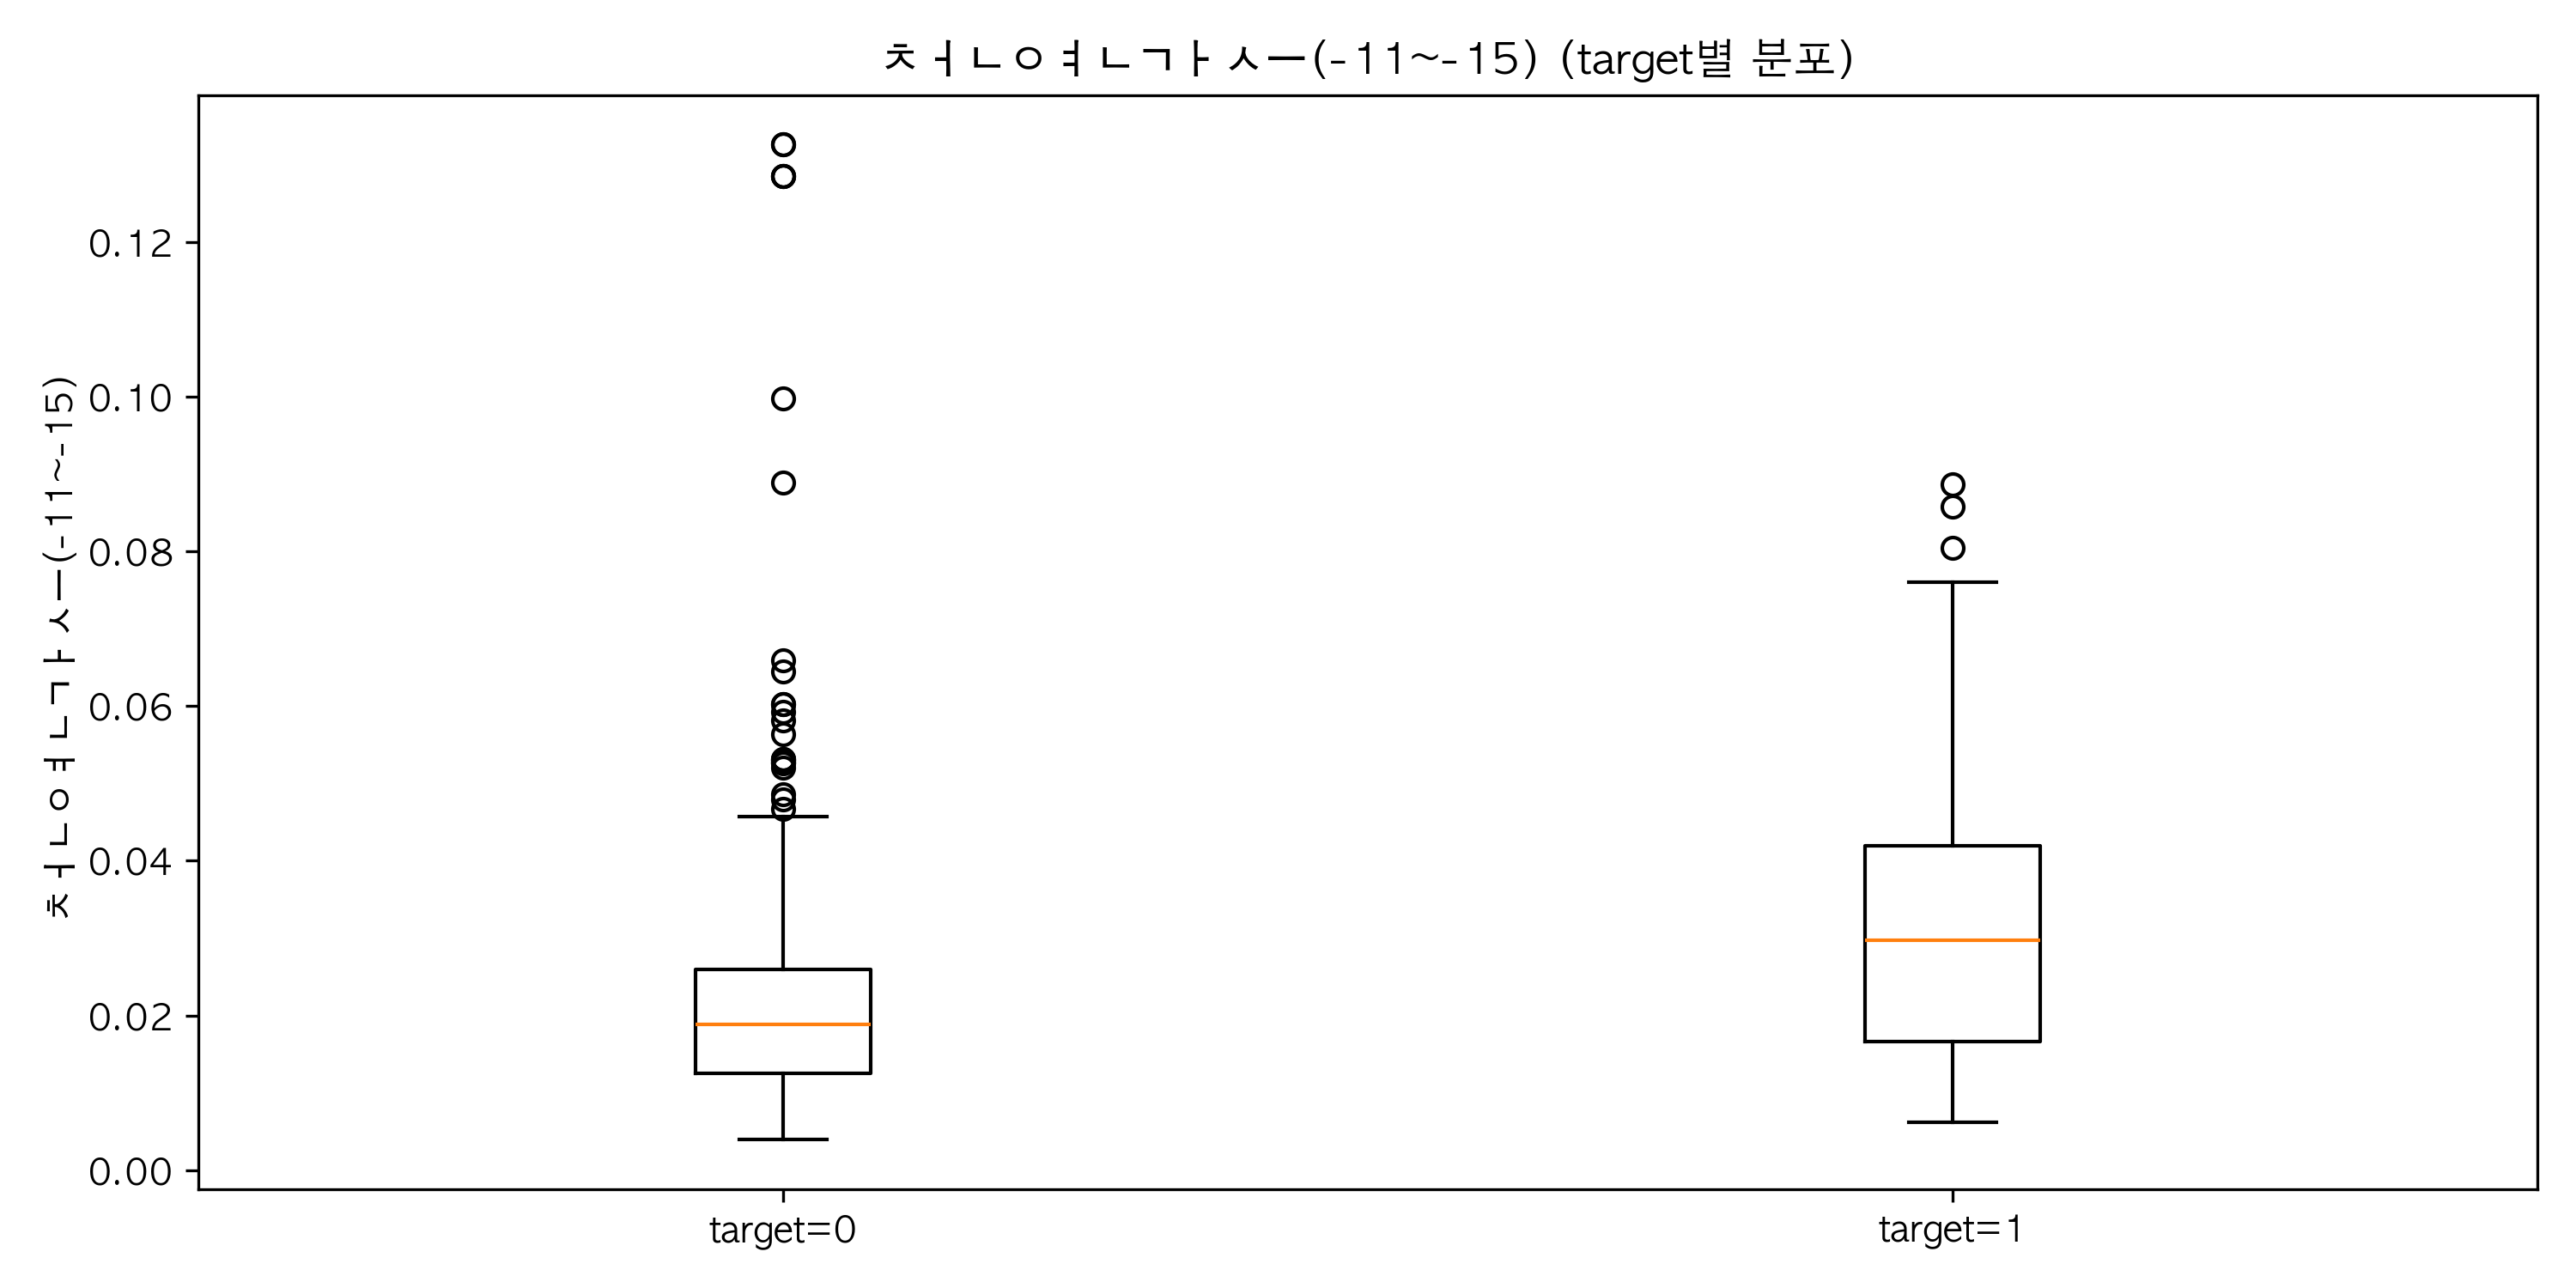 ㅊㅓㄴㅇㅕㄴㄱㅏㅅㅡ(-11~-15) (target별 분포)
ㅊㅓㄴㅇㅕㄴㄱㅏㅅㅡ(-11~-15)
0.12
0.10
0.08
0.06
0.04
0.02
0.00
target=0
target=1